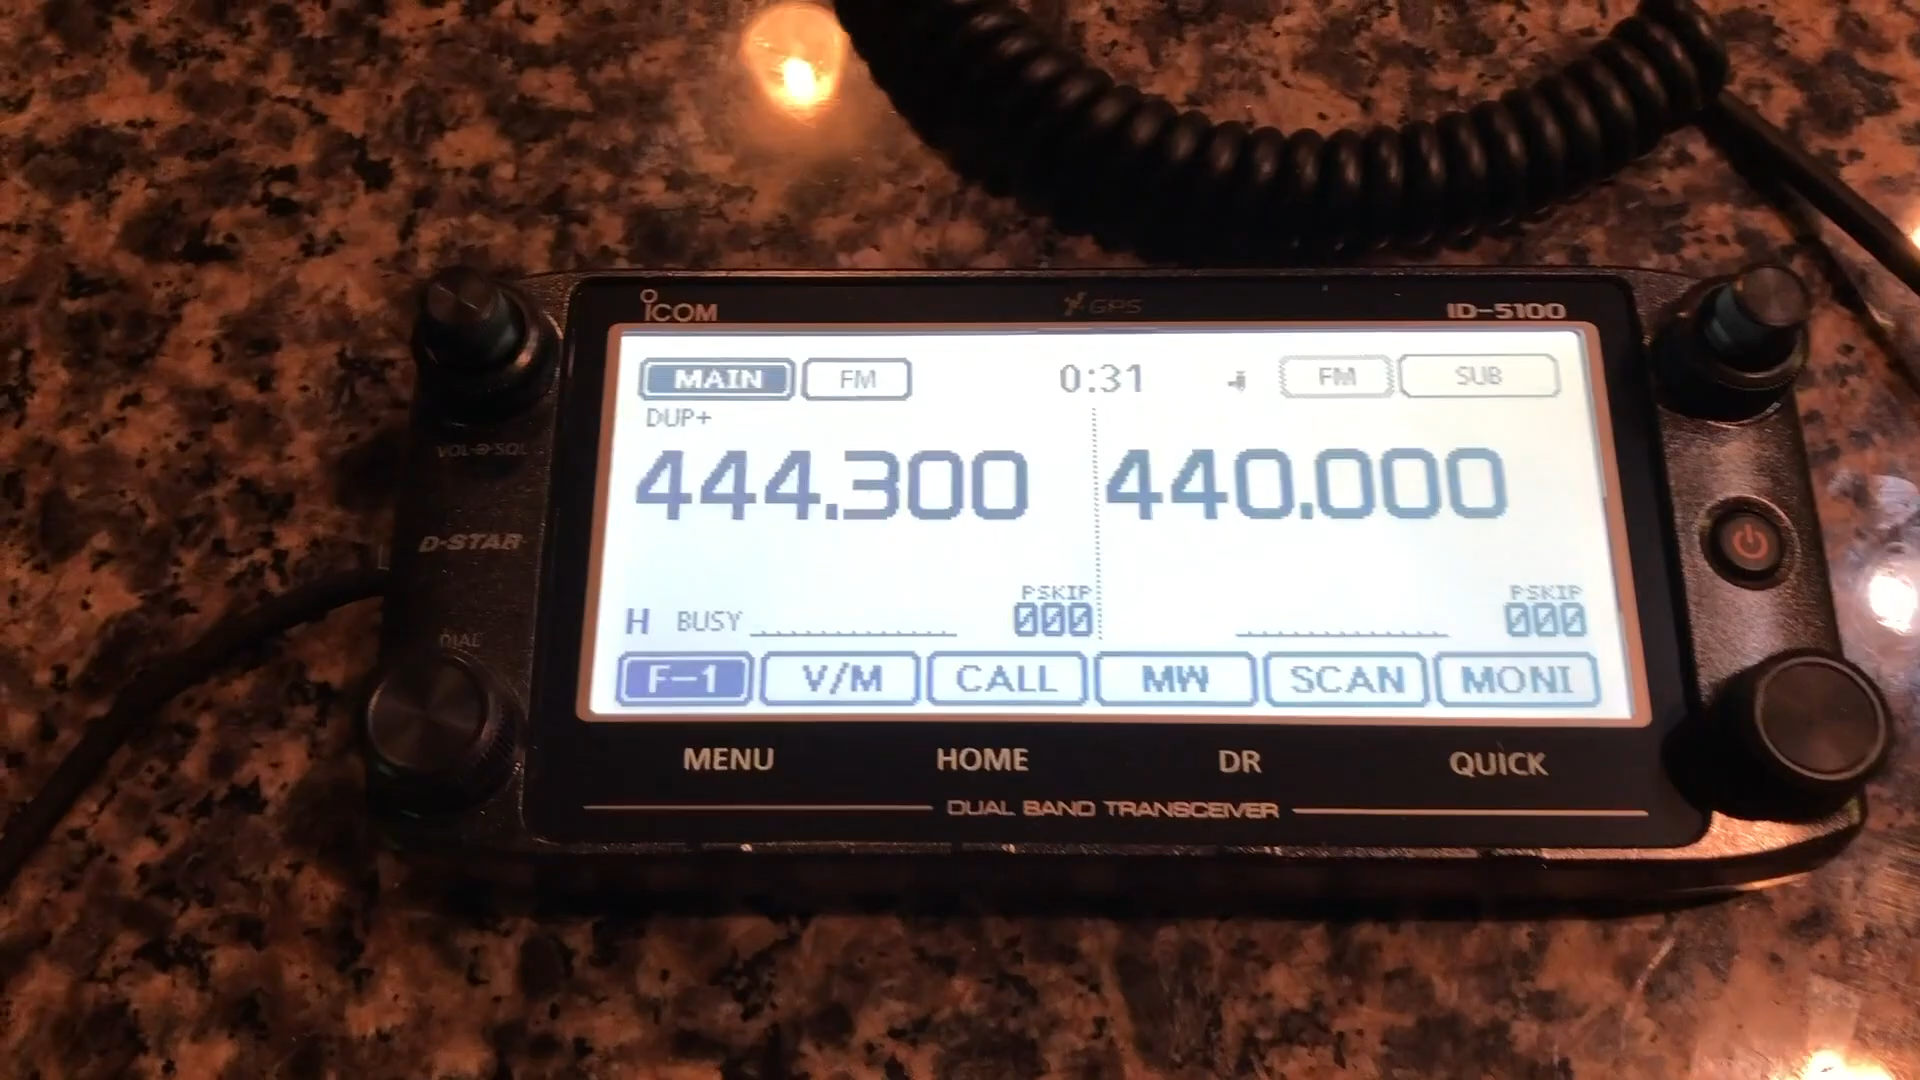 ICOM GPS ID-5100
MAIN FM 0:31 FM SUB
DUP+
444.300 440.000
VOL SQL
D-STAR
PSKIP PSKIP
H BUSY 000 000
DIAL
F-1 V/M CALL MW SCAN MONI
MENU HOME DR QUICK
DUAL BAND TRANSCEIVER